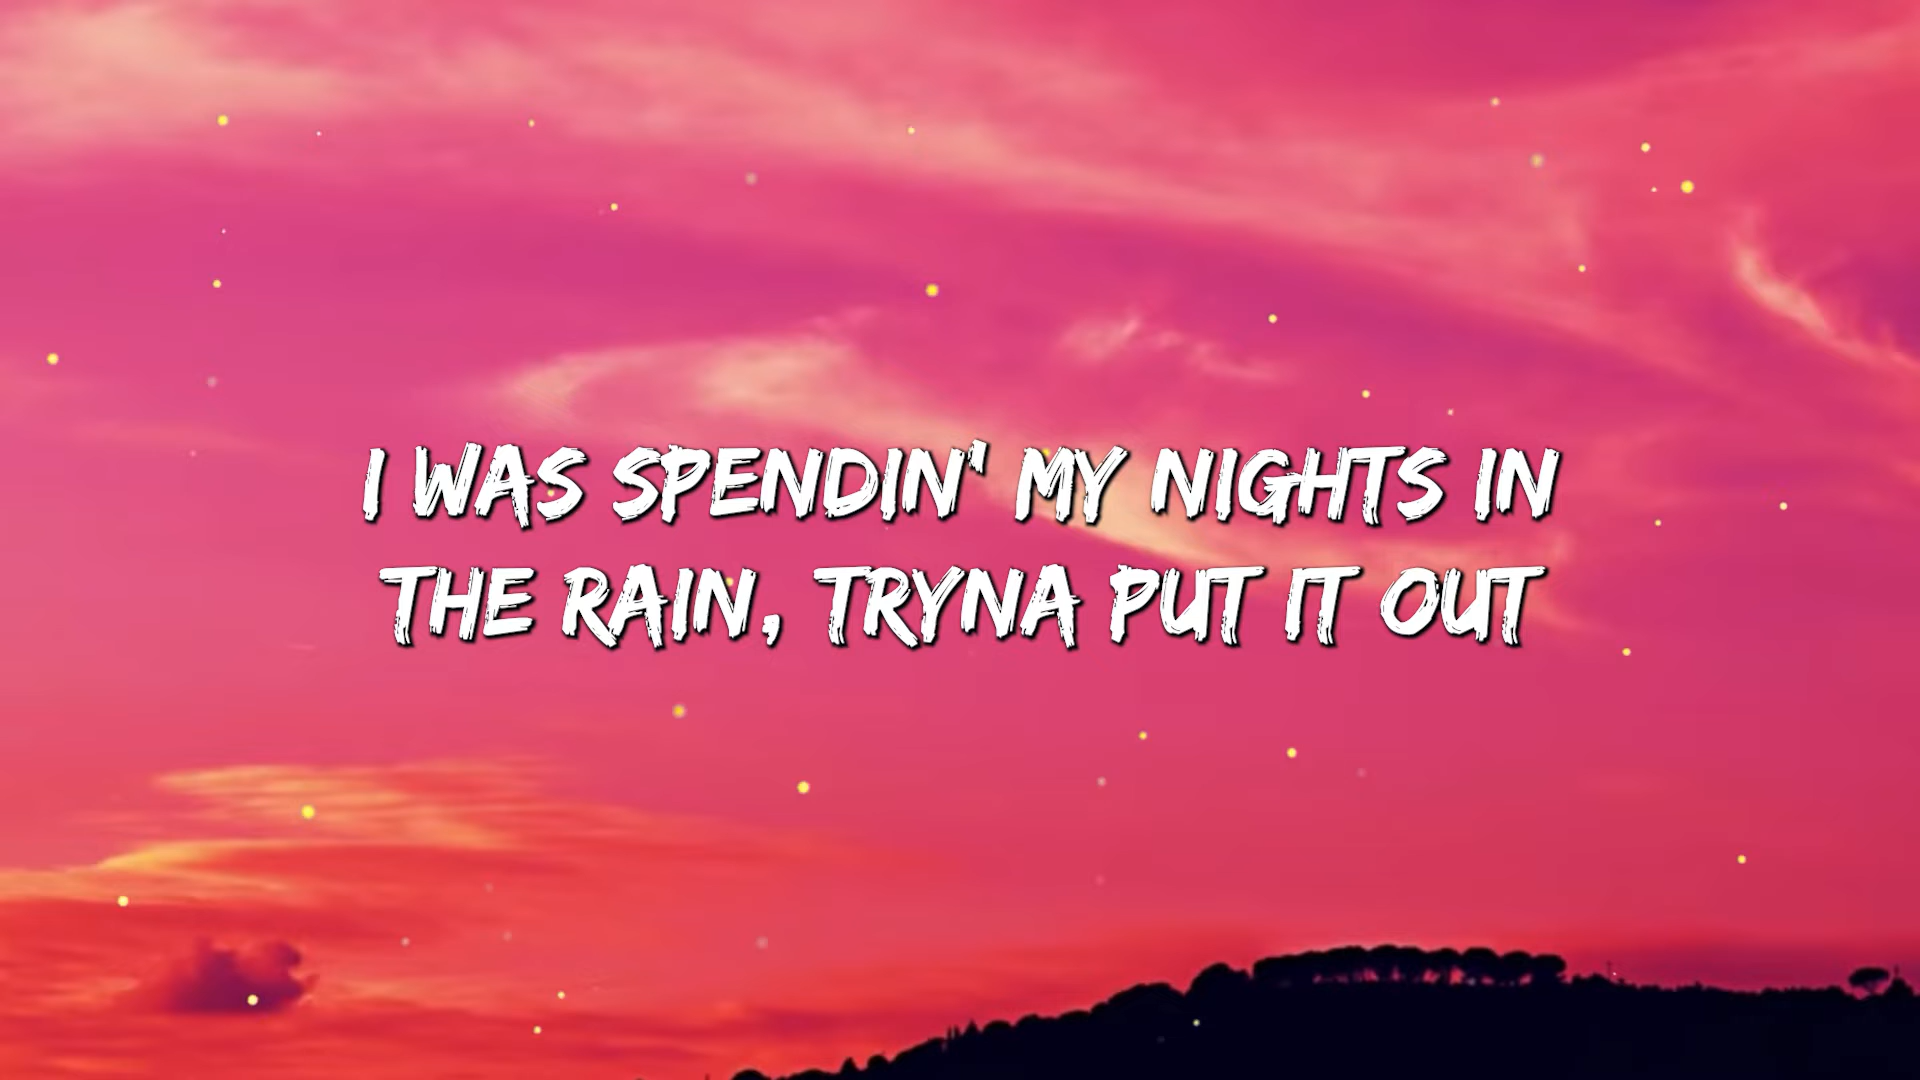 I WAS SPENDIN' MY NIGHTS IN
THE RAIN, TRYNA PUT IT OUT